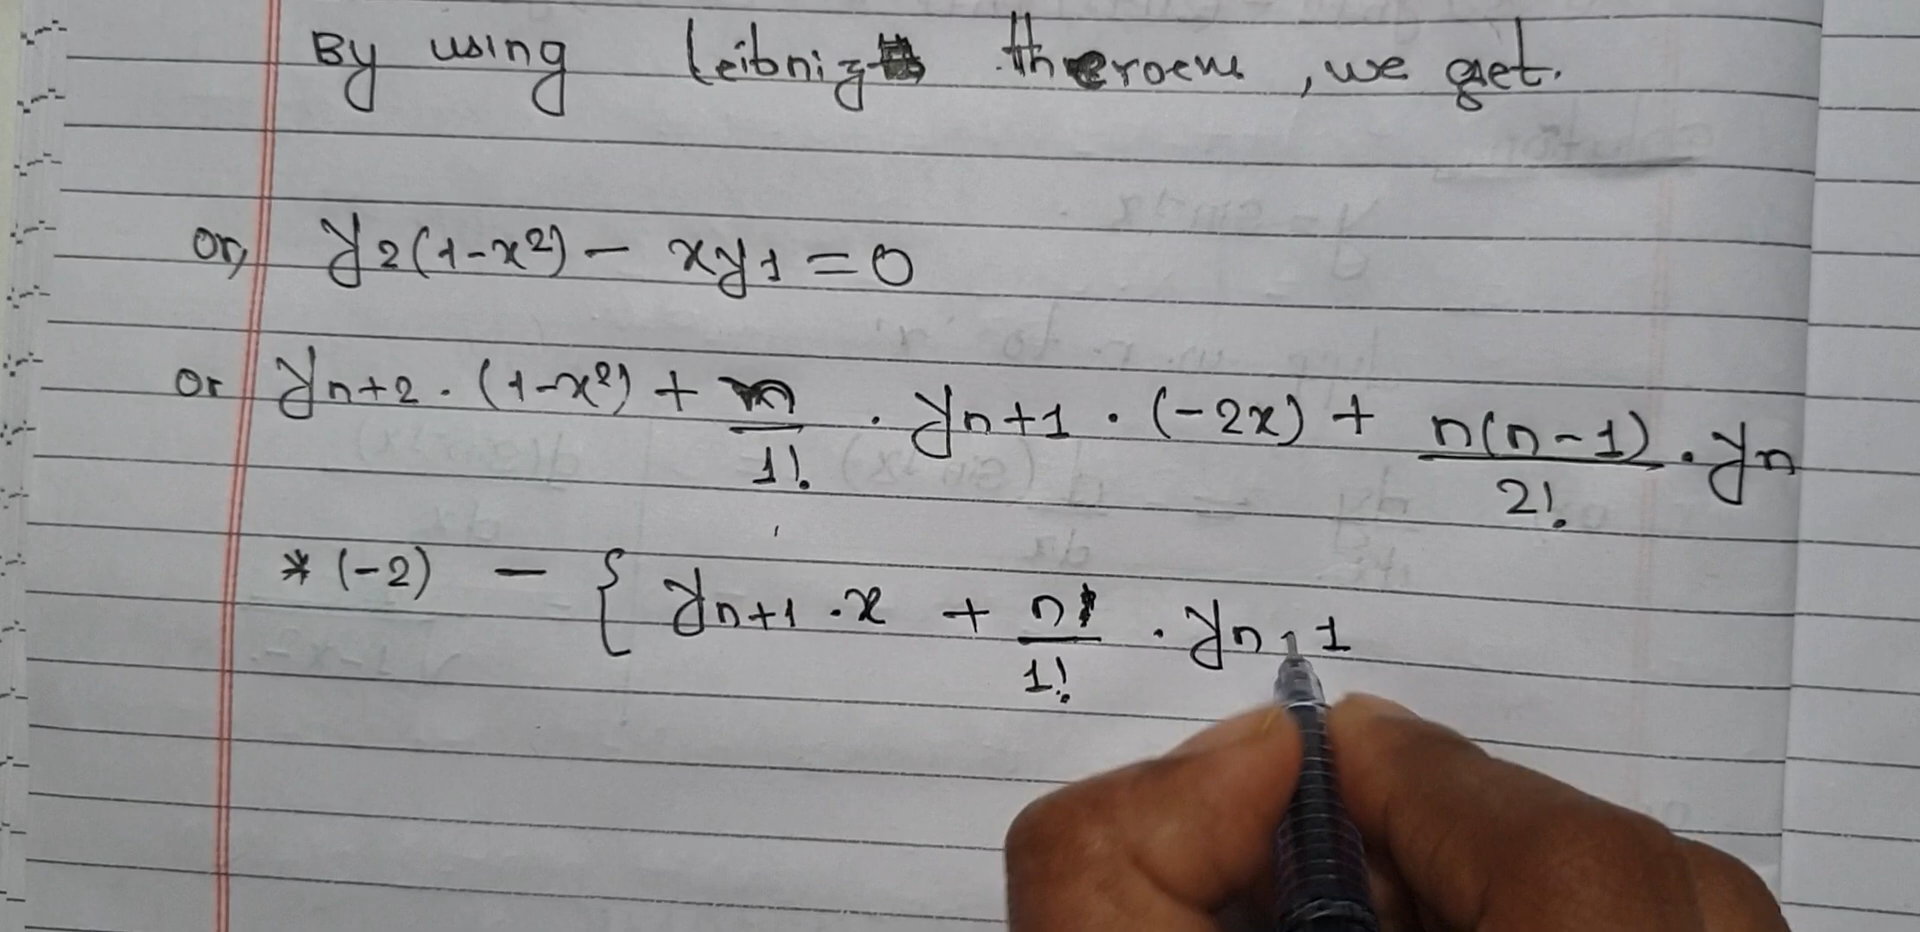 By using Leibniz theroem, we get.
or, y2(1-x²) - xy1 = 0
or yn+2 . (1-x²) + n/1! . yn+1 . (-2x) + n(n-1)/2! . yn
* (-2) - { yn+1 . x + n/1! . yn-1